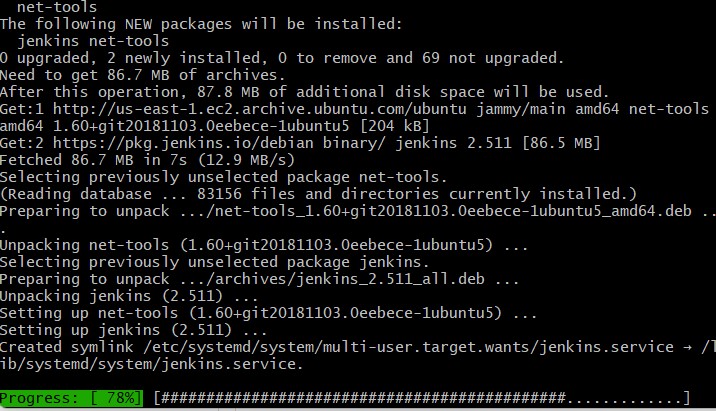 net-tools
The following NEW packages will be installed:
  jenkins net-tools
0 upgraded, 2 newly installed, 0 to remove and 69 not upgraded.
Need to get 86.7 MB of archives.
After this operation, 87.8 MB of additional disk space will be used.
Get:1 http://us-east-1.ec2.archive.ubuntu.com/ubuntu jammy/main amd64 net-tools
amd64 1.60+git20181103.0eebece-1ubuntu5 [204 kB]
Get:2 https://pkg.jenkins.io/debian binary/ jenkins 2.511 [86.5 MB]
Fetched 86.7 MB in 7s (12.9 MB/s)
Selecting previously unselected package net-tools.
(Reading database ... 83156 files and directories currently installed.)
Preparing to unpack .../net-tools_1.60+git20181103.0eebece-1ubuntu5_amd64.deb ..
.
Unpacking net-tools (1.60+git20181103.0eebece-1ubuntu5) ...
Selecting previously unselected package jenkins.
Preparing to unpack .../archives/jenkins_2.511_all.deb ...
Unpacking jenkins (2.511) ...
Setting up net-tools (1.60+git20181103.0eebece-1ubuntu5) ...
Setting up jenkins (2.511) ...
Created symlink /etc/systemd/system/multi-user.target.wants/jenkins.service → /l
ib/systemd/system/jenkins.service.
Progress: [ 78%] [#############################################.............]